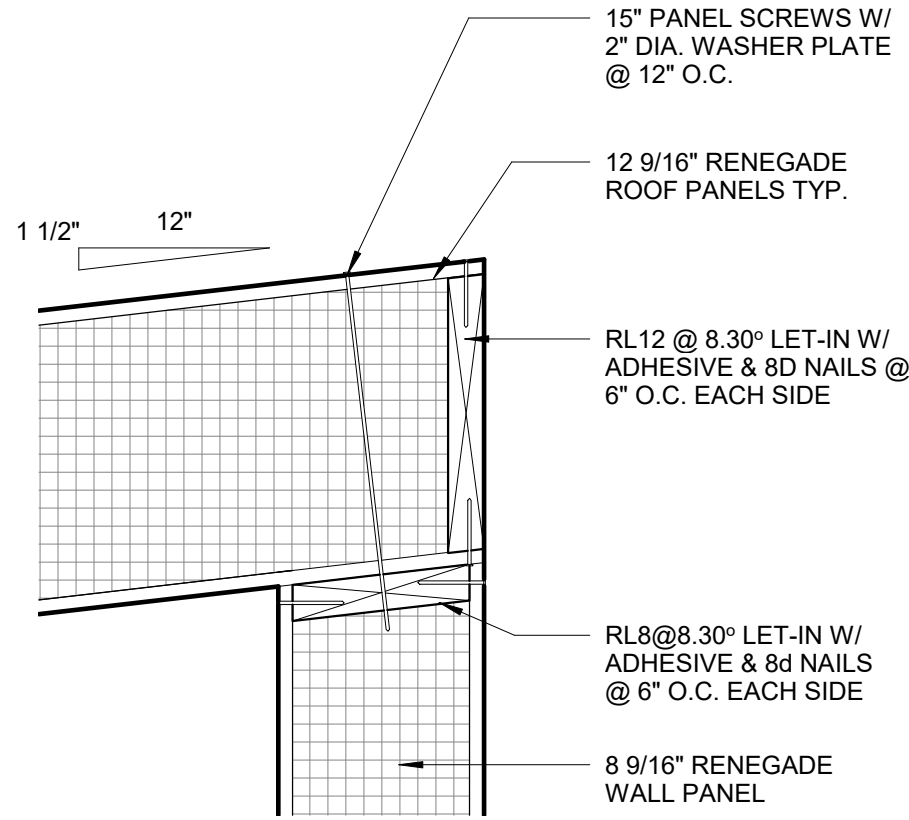 15" PANEL SCREWS W/
2" DIA. WASHER PLATE
@ 12" O.C.
12 9/16" RENEGADE
ROOF PANELS TYP.
1 1/2"
12"
RL12 @ 8.30º LET-IN W/
ADHESIVE & 8D NAILS @
6" O.C. EACH SIDE
RL8@8.30º LET-IN W/
ADHESIVE & 8d NAILS
@ 6" O.C. EACH SIDE
8 9/16" RENEGADE
WALL PANEL